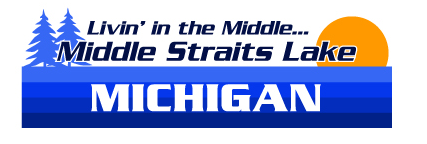 Livin' in the Middle...
Middle Straits Lake
MICHIGAN